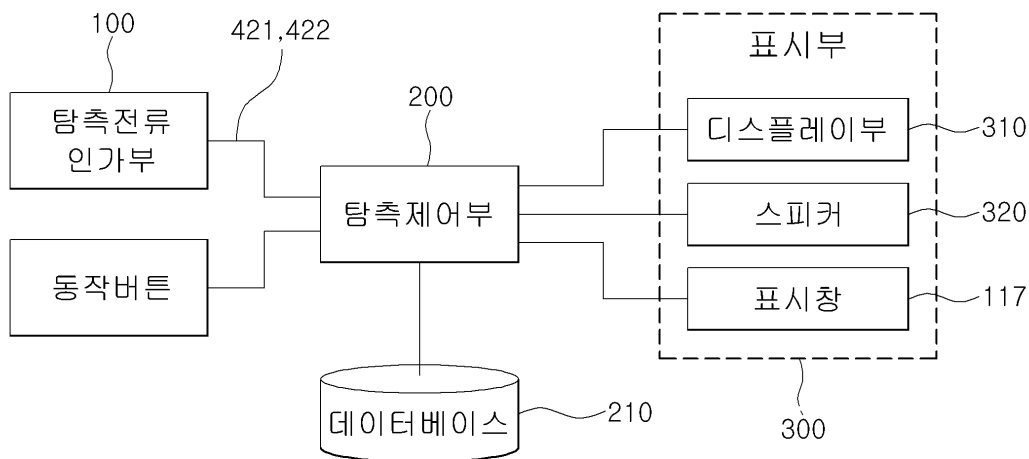 100
421,422
탐측전류
인가부
200
탐측제어부
동작버튼
데이터베이스
210
표시부
디스플레이부
310
스피커
320
표시창
117
300